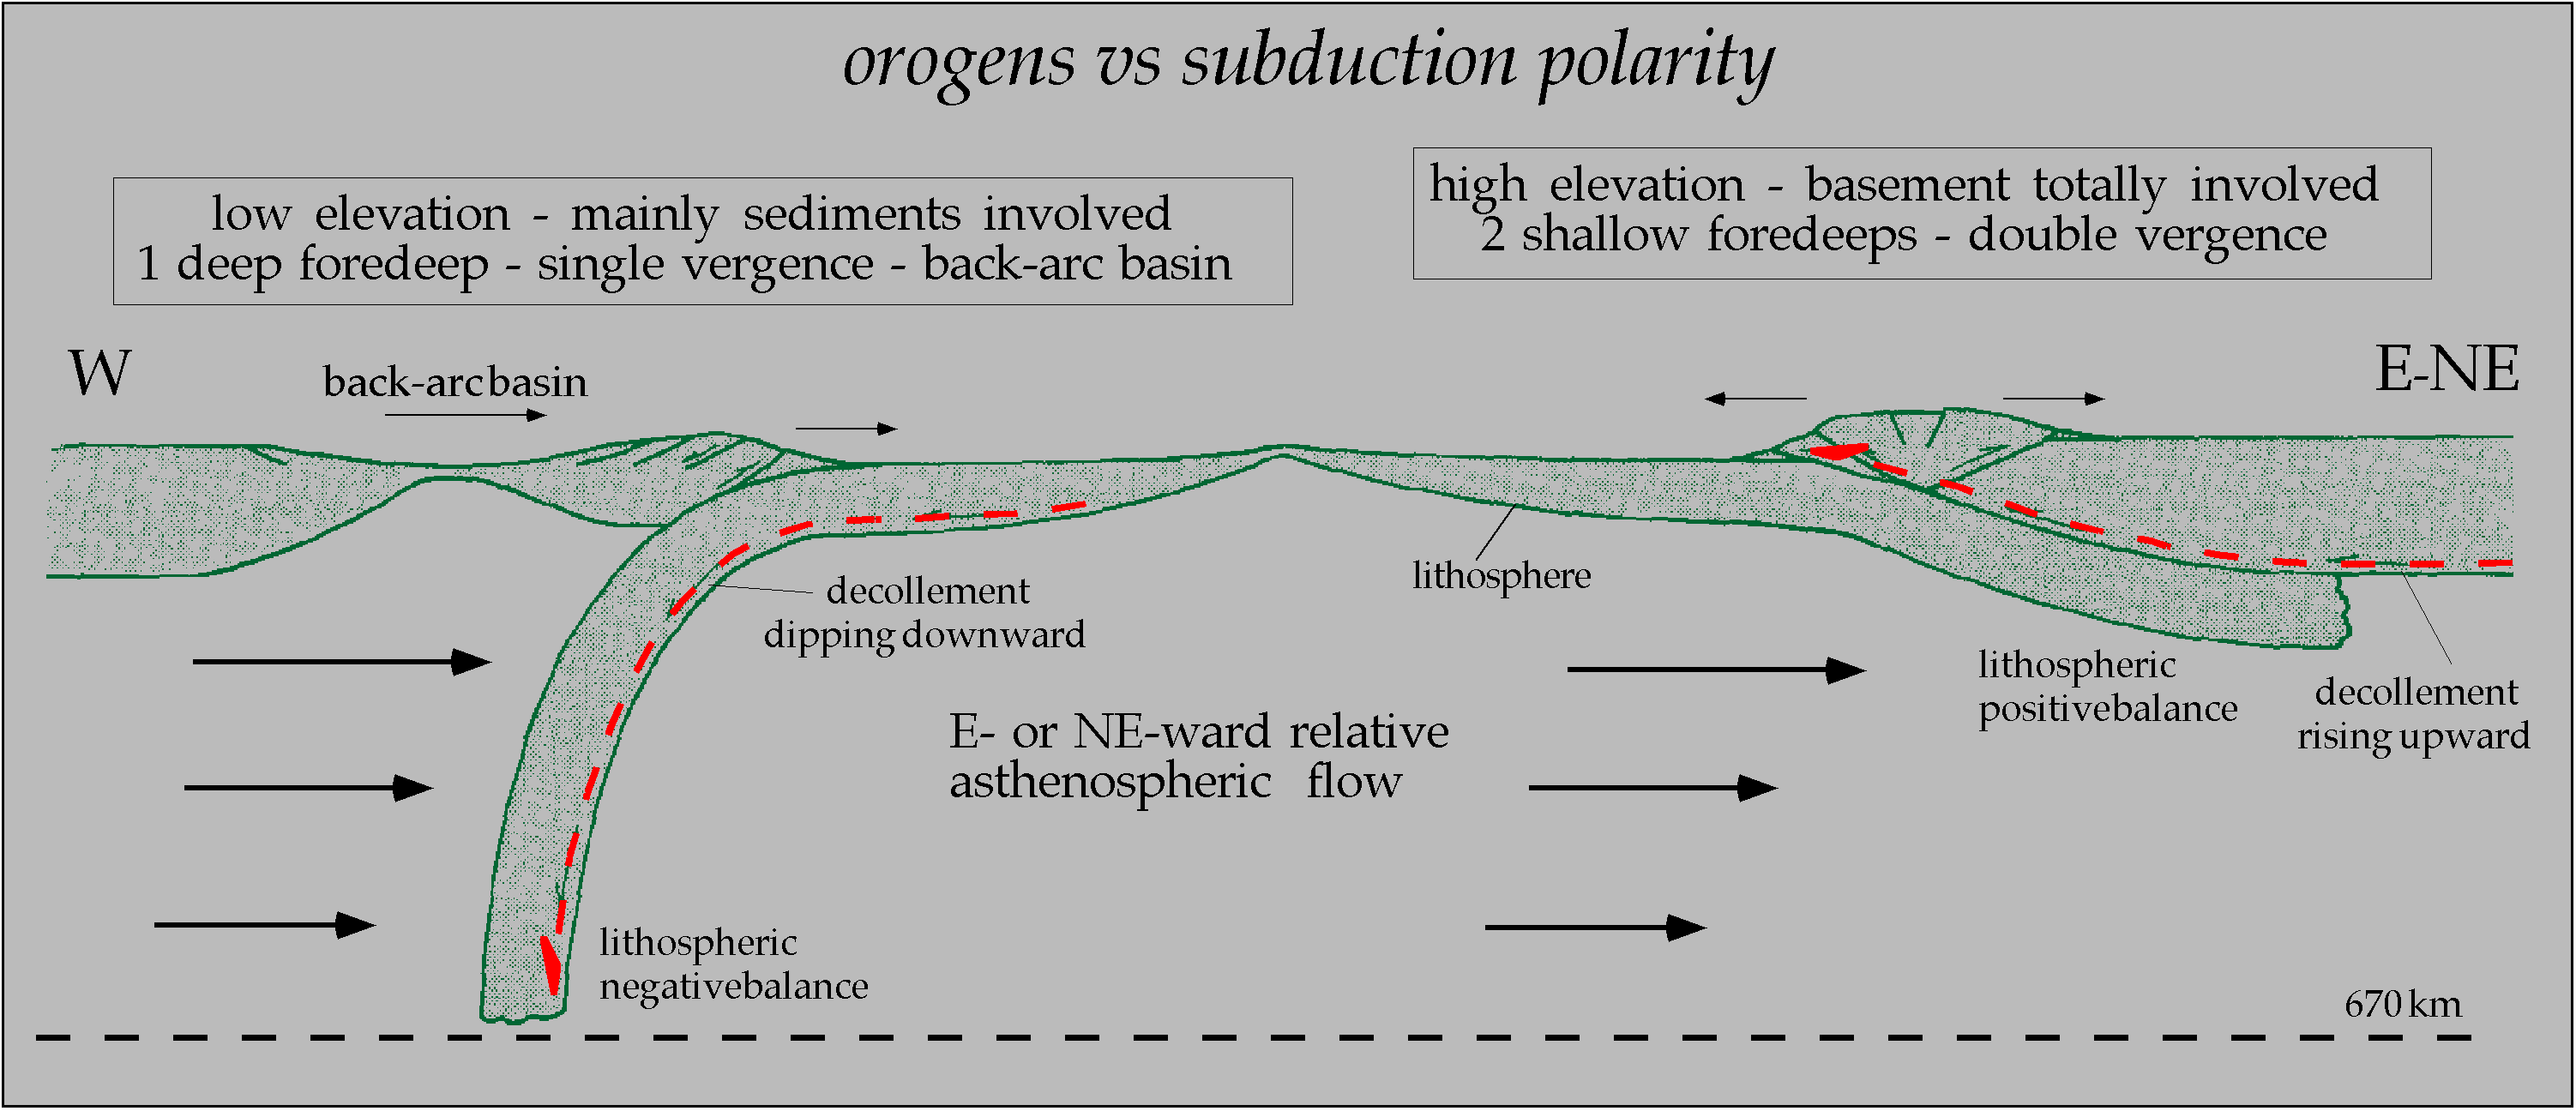 orogens vs subduction polarity
low elevation - mainly sediments involved
1 deep foredeep - single vergence - back-arc basin
high elevation - basement totally involved
2 shallow foredeeps - double vergence
W
back-arc basin
E-NE
lithosphere
decollement
dipping downward
lithospheric
positive balance
decollement
rising upward
E- or NE-ward relative
asthenospheric flow
lithospheric
negative balance
670 km